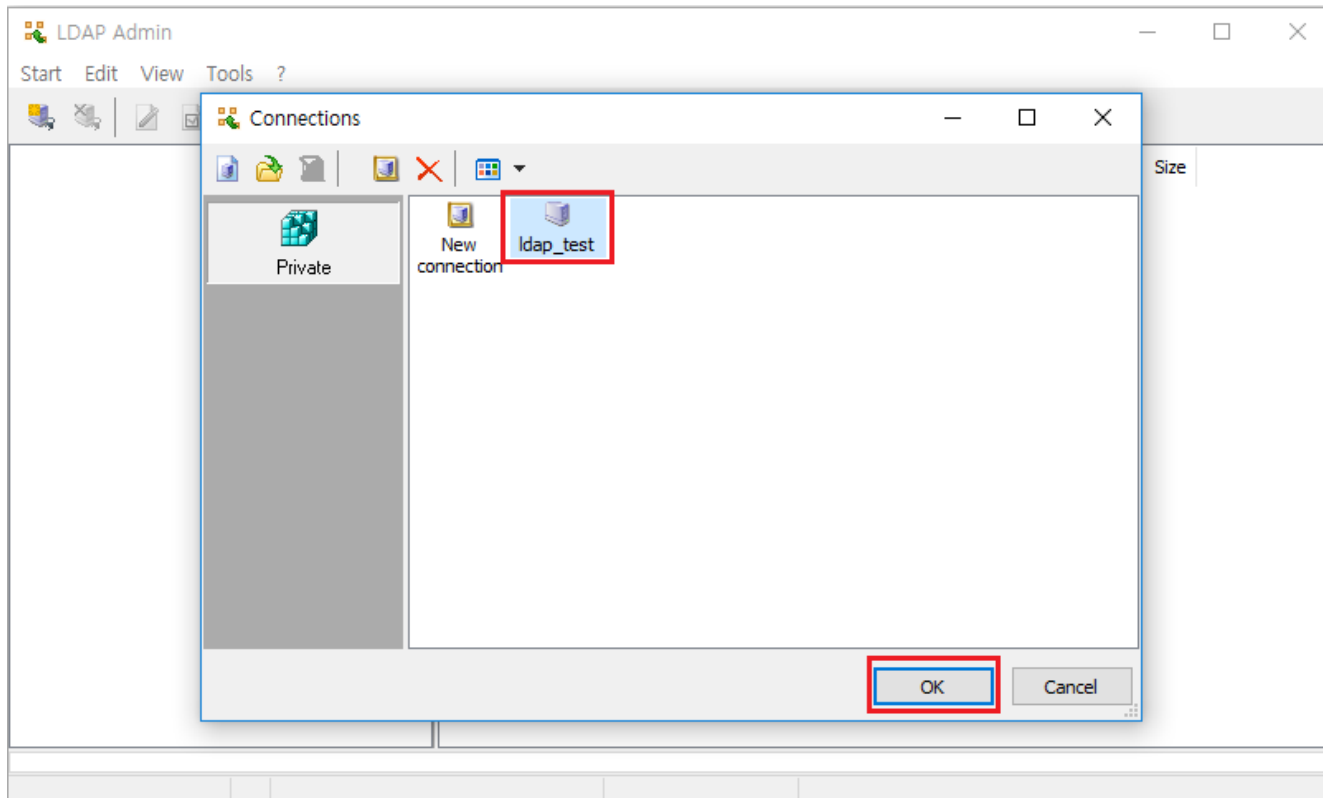 LDAP Admin
Start Edit View Tools ?
Connections
Size
Private
New
connection
ldap_test
OK
Cancel